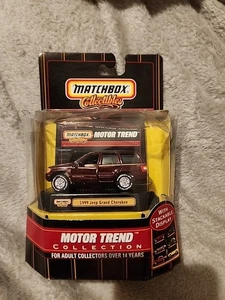 MATCHBOX
Collectibles
MATCHBOX
MOTOR TREND
1999 Jeep Grand Cherokee
WITH
STACKABLE
DISPLAY
MOTOR TREND
COLLECTION
FOR ADULT COLLECTORS OVER 14 YEARS